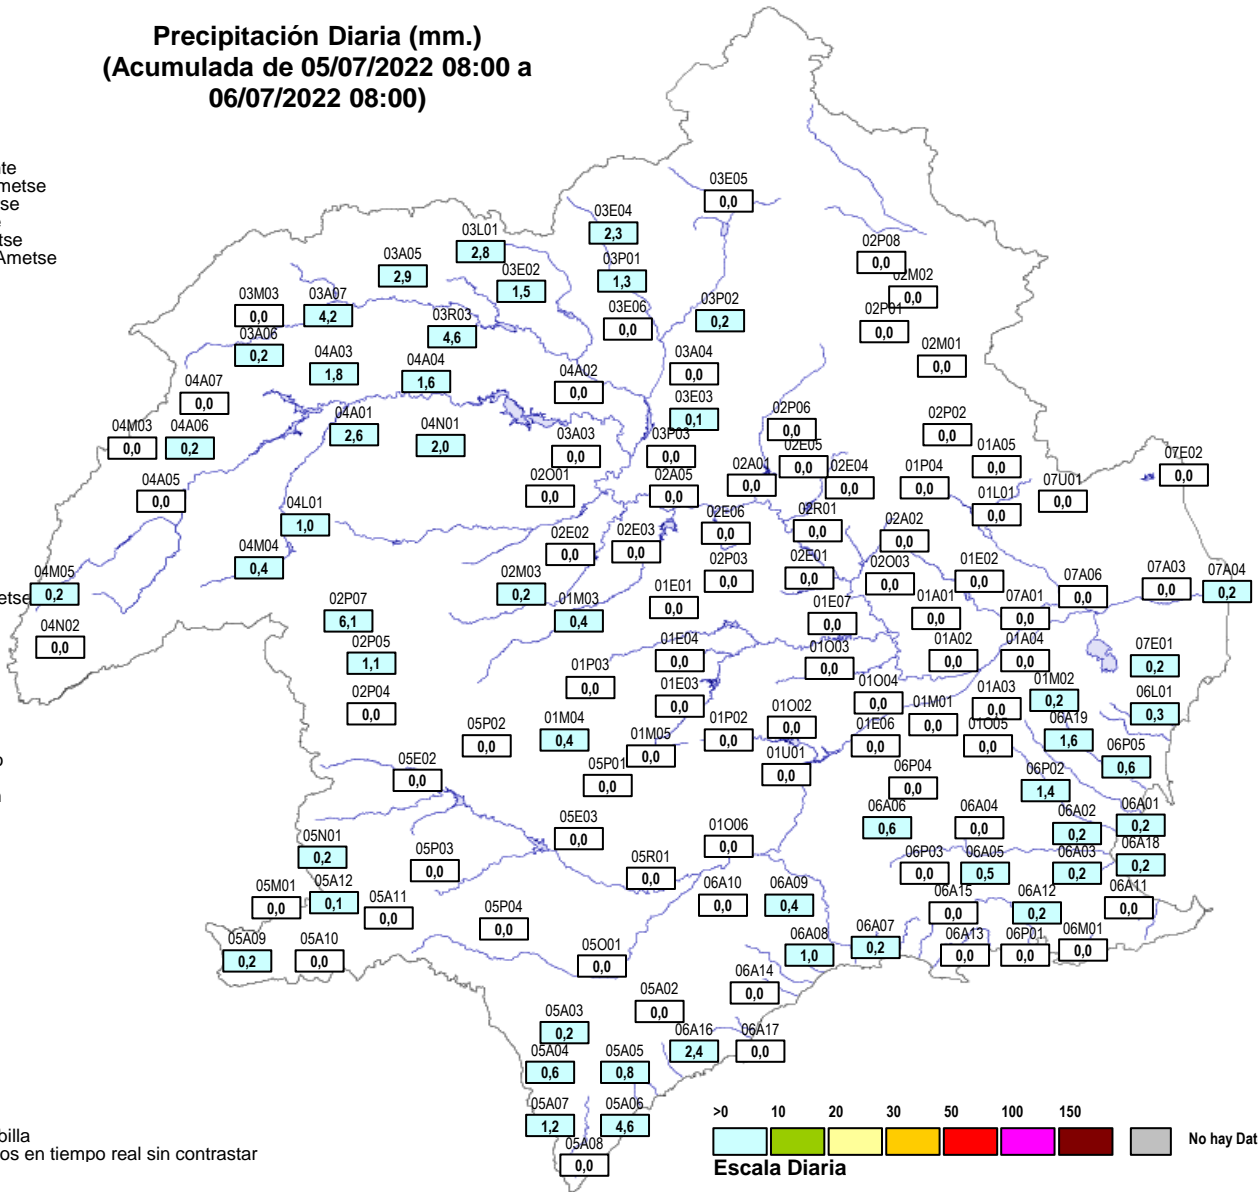 Precipitación Diaria (mm.)
(Acumulada de 05/07/2022 08:00 a
06/07/2022 08:00)
nte
metse
tse
e
tse
Ametse
03E05
0,0
03E04
2,3
03L01
2,8
03A05
2,9
03E02
1,5
03P01
1,3
02P08
0,0
02M02
0,0
03M03
0,0
03A07
4,2
03R03
4,6
03E06
0,0
03P02
0,2
02P01
0,0
03A06
0,2
04A03
1,8
04A04
1,6
04A02
0,0
03A04
0,0
02M01
0,0
04A07
0,0
03E03
0,1
04A01
2,6
04N01
2,0
04M03
0,0
04A06
0,2
03A03
0,0
03P03
0,0
02P06
0,0
02P02
0,0
02E05
0,0
01A05
0,0
07E02
0,0
04A05
0,0
02O01
0,0
02A05
0,0
02A01
0,0
02E04
0,0
01P04
0,0
07U01
0,0
01L01
0,0
04L01
1,0
02E06
0,0
02R01
0,0
02A02
0,0
02E02
0,0
02E03
0,0
04M04
0,4
04M05
0,2
etse
02M03
0,2
02P03
0,0
02E01
0,0
02O03
0,0
01E02
0,0
07A06
0,0
07A03
0,0
07A04
0,2
02P07
6,1
01M03
0,4
01E01
0,0
01E07
0,0
01A01
0,0
07A01
0,0
04N02
0,0
02P05
1,1
01E04
0,0
01O03
0,0
01A02
0,0
01A04
0,0
07E01
0,2
01P03
0,0
02P04
0,0
01E03
0,0
01O04
0,0
01A03
0,0
01M02
0,2
06L01
0,3
05P02
0,0
01M04
0,4
01M05
0,0
01P02
0,0
01O02
0,0
01E06
0,0
01M01
0,0
01O05
0,0
06A19
1,6
06P05
0,6
o
05E02
0,0
05P01
0,0
01U01
0,0
06P04
0,0
06P02
1,4
05E03
0,0
01O06
0,0
06A06
0,6
06A04
0,0
06A02
0,2
06A01
0,2
05N01
0,2
05P03
0,0
05R01
0,0
06P03
0,0
06A05
0,5
06A03
0,2
06A18
0,2
05M01
0,0
05A12
0,1
05A11
0,0
06A10
0,0
06A09
0,4
06A15
0,0
06A12
0,2
06A11
0,0
05P04
0,0
05A09
0,2
05A10
0,0
05O01
0,0
06A08
1,0
06A07
0,2
06A13
0,0
06P01
0,0
06M01
0,0
06A14
0,0
05A02
0,0
05A03
0,2
06A16
2,4
06A17
0,0
05A04
0,6
05A05
0,8
05A07
1,2
05A06
4,6
05A08
0,0
billa
os en tiempo real sin contrastar
>0 10 20 30 50 100 150
No hay Dat
Escala Diaria